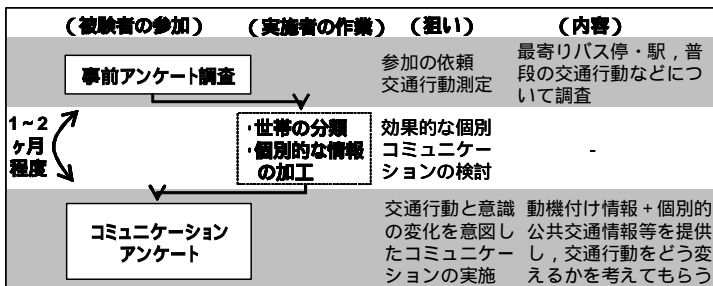 （被験者の参加） （実施者の作業） （狙い） （内容）
事前アンケート調査
参加の依頼
交通行動測定
最寄りバス停・駅，普
段の交通行動などにつ
いて調査
1~2
ヶ月
程度
・世帯の分類
・個別的な情報
の加工
効果的な個別
コミュニケー
ションの検討
-
コミュニケーション
アンケート
交通行動と意識
の変化を意図し
たコミュニケー
ションの実施
動機付け情報+個別的
公共交通情報等を提供
し，交通行動をどう変
えるかを考えてもらう